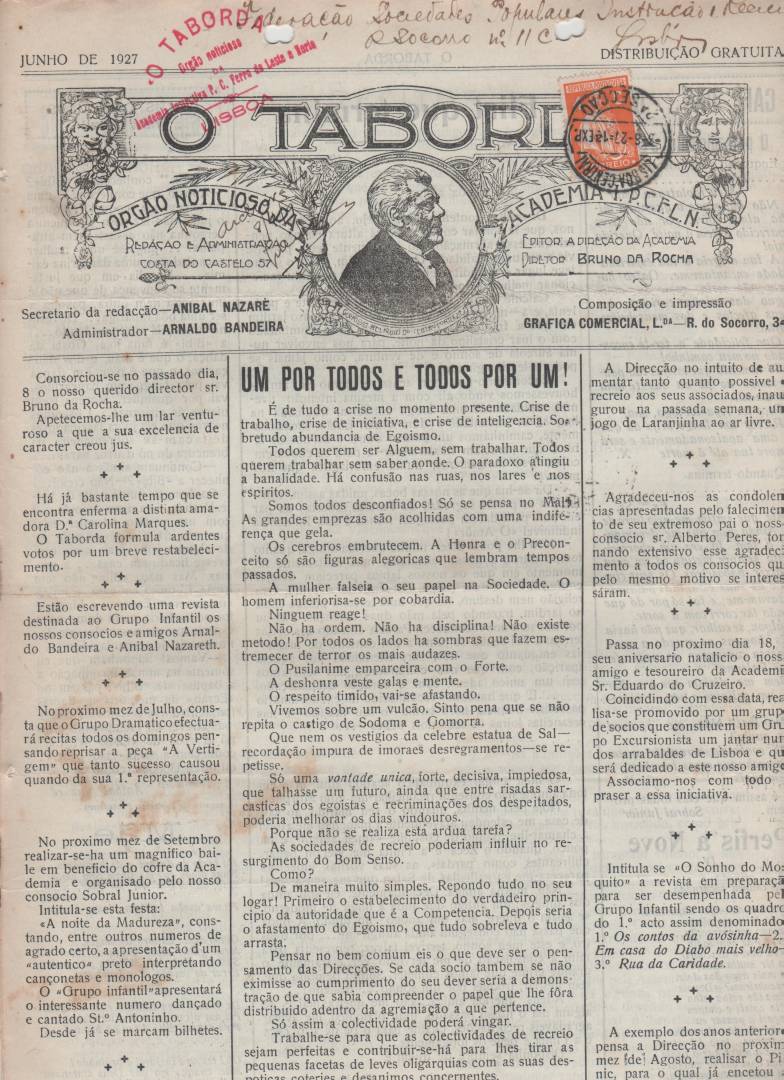 JUNHO DE 1927
DISTRIBUIÇÃO GRATUITA
Federação Sociedades Populares Instrucção e Recreio
R Socorro nº 11 C
Lisboa
O TABORDA
Orgão noticioso
DA
LISBOA
O TABORDA
ORGÃO NOTICIOSO DA
ACADEMIA I.P.C.F.L.N.
REDAÇÃO E ADMINISTRAÇÃO
COSTA DO CASTELO 57
EDITOR A DIREÇÃO DA ACADEMIA
DIRETOR BRUNO DA ROCHA
Secretario da redacção—ANIBAL NAZARÉ
Administrador—ARNALDO BANDEIRA
Composição e impressão
GRAFICA COMERCIAL, L.DA—R. do Socorro, 34
Consorciou-se no passado dia,
8 o nosso querido director sr.
Bruno da Rocha.
Apetecemos-lhe um lar ventu-
roso a que a sua excelencia de
caracter creou jus.
Há já bastante tempo que se
encontra enferma a distinta ama-
dora D.ª Carolina Marques.
O Taborda formula ardentes
votos por um breve restabeleci-
mento.
Estão escrevendo uma revista
destinada ao Grupo Infantil os
nossos consocios e amigos Arnal-
do Bandeira e Anibal Nazareth.
No proximo mez de Julho, cons-
ta que o Grupo Dramatico efectua-
rá recitas todos os domingos pen-
sando reprisar a peça "A Verti-
gem" que tanto sucesso causou
quando da sua 1.ª representação.
No proximo mez de Setembro
realizar-se-ha um magnifico bai-
le em beneficio do cofre da Aca-
demia e organisado pelo nosso
consocio Sobral Junior.
Intitula-se esta festa:
«A noite da Madureza», cons-
tando, entre outros numeros de
agrado certo, a apresentação d'um
«autentico» preto interpretando
cançonetas e monologos.
O «Grupo infantil» apresentará
o interessante numero dançado
e cantado St.º Antoninho.
Desde já se marcam bilhetes.
UM POR TODOS E TODOS POR UM!
É de tudo a crise no momento presente. Crise de
trabalho, crise de iniciativa, e crise de inteligencia. So-
bretudo abundancia de Egoismo.
Todos querem ser Alguem, sem trabalhar. Todos
querem trabalhar sem saber aonde. O paradoxo atingiu
a banalidade. Há confusão nas ruas, nos lares e nos
espiritos.
Somos todos desconfiados! Só se pensa no Mal!
As grandes emprezas são acolhidas com uma indife-
rença que gela.
Os cerebros embrutecem. A Honra e o Precon-
ceito só são figuras alegoricas que lembram tempos
passados.
A mulher falseia o seu papel na Sociedade. O
homem inferiorisa-se por cobardia.
Ninguem reage!
Não ha ordem. Não ha disciplina! Não existe
metodo! Por todos os lados ha sombras que fazem es-
tremecer de terror os mais audazes.
O Pusilanime emparceira com o Forte.
A deshonra veste galas e mente.
O respeito timido, vai-se afastando.
Vivemos sobre um vulcão. Sinto pena que se não
repita o castigo de Sodoma e Gomorra.
Que nem os vestigios da celebre estatua de Sal—
recordação impura de imoraes desregramentos—se re-
petisse.
Só uma vontade unica, forte, decisiva, impiedosa,
que talhasse um futuro, ainda que entre risadas sar-
casticas dos egoistas e recriminações dos despeitados,
poderia melhorar os dias vindouros.
Porque não se realiza está ardua tarefa?
As sociedades de recreio poderiam influir no re-
surgimento do Bom Senso.
Como?
De maneira muito simples. Repondo tudo no seu
logar! Primeiro o estabelecimento do verdadeiro prin-
cipio da autoridade que é a Competencia. Depois seria
o afastamento do Egoismo, que tudo sobreleva e tudo
arrasta.
Pensar no bem comum eis o que deve ser o pen-
samento das Direcções. Se cada socio tambem se não
eximisse ao cumprimento do seu dever seria a demons-
tração de que sabia compreender o papel que lhe fôra
distribuido adentro da agremiação a que pertence.
Só assim a colectividade poderá vingar.
Trabalhe-se para que as colectividades de recreio
sejam perfeitas e contribuir-se-há para lhes tirar as
pequenas facetas de leves oligarquias com as suas des-
poticas coteries e desanimos concernentes.
A Direcção no intuito de au
mentar tanto quanto possivel o
recreio aos seus associados, inau
gurou na passada semana, um
jogo de Laranjinha ao ar livre.
Agradeceu-nos as condolen
cias apresentadas pelo falecimen
to de seu extremoso pai o noss
consocio sr. Alberto Peres, tor
nando extensivo esse agradeci
mento a todos os consocios qu
pelo mesmo motivo se interes
sáram.
Passa no proximo dia 18,
seu aniversario natalicio o noss
amigo e tesoureiro da Academi
Sr. Eduardo do Cruzeiro.
Coincidindo com essa data, rea
lisa-se promovido por um grup
de socios que constituem um Gru
po Excursionista um jantar nur
dos arrabaldes de Lisboa e qu
será dedicado a este nosso amig
Associamo-nos com todo
praser a essa iniciativa.
Intitula se «O Sonho do Mos
quito» a revista em preparaçã
para ser desempenhada pel
Grupo Infantil sendo os quadro
do 1.º acto assim denominado
1.º Os contos da avósinha—2.
Em casa do Diabo mais velho—
3.º Rua da Caridade.
A exemplo dos anos anteriore
pensa a Direcção no proxim
mez de Agosto, realisar o Pi
nic, para o qual já encetou